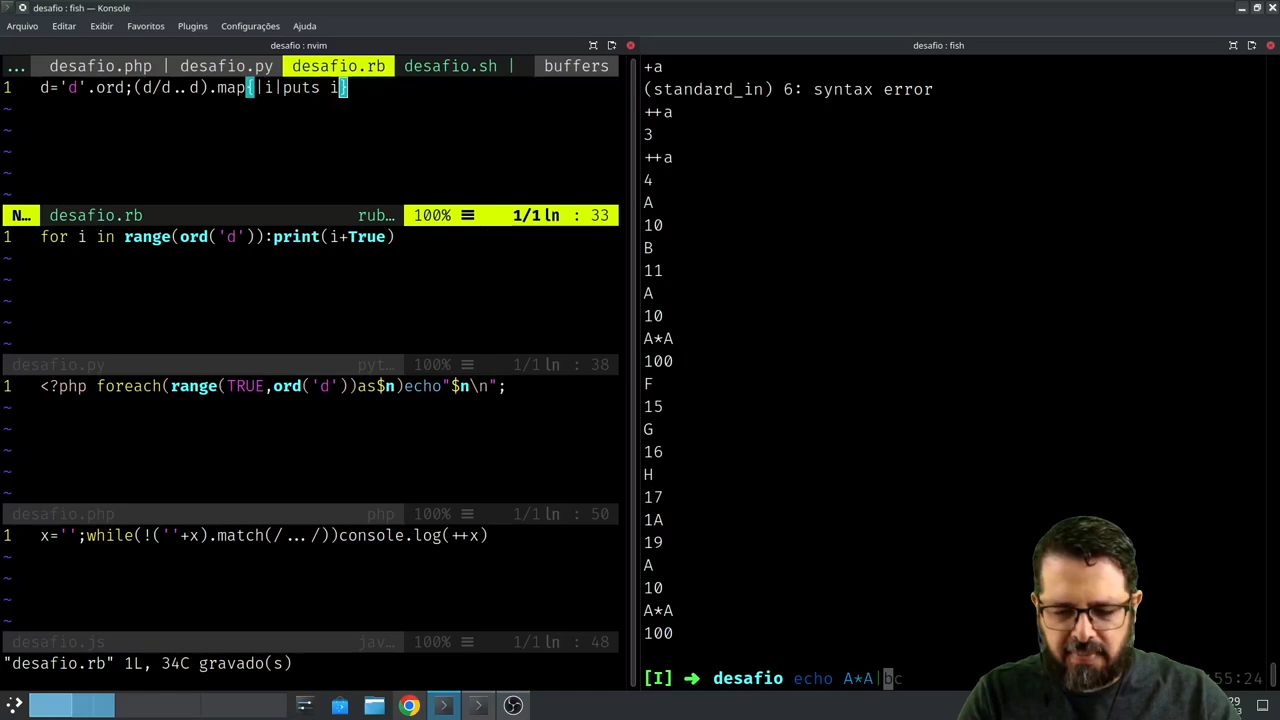 desafio : fish — Konsole
Arquivo Editar Exibir Favoritos Plugins Configurações Ajuda
desafio : nvim
... desafio.php | desafio.py desafio.rb desafio.sh | buffers
1 d='d'.ord;(d/d..d).map{|i|puts i}
~
~
~
~
~
N... desafio.rb rub... 100% ≡ 1/1 ln : 33
1 for i in range(ord('d')):print(i+True)
~
~
~
~
~
desafio.py pyt... 100% ≡ 1/1 ln : 38
1 <?php foreach(range(TRUE,ord('d'))as$n)echo"$n\n";
~
~
~
~
~
desafio.php php 100% ≡ 1/1 ln : 50
1 x='';while(!(''+x).match(/.../))console.log(++x)
~
~
~
~
desafio.js jav... 100% ≡ 1/1 ln : 48
"desafio.rb" 1L, 34C gravado(s)
desafio : fish
+a
(standard_in) 6: syntax error
++a
3
++a
4
A
10
B
11
A
10
A*A
100
F
15
G
16
H
17
1A
19
A
10
A*A
100
[I] ➜ desafio echo A*A|bc
55:24